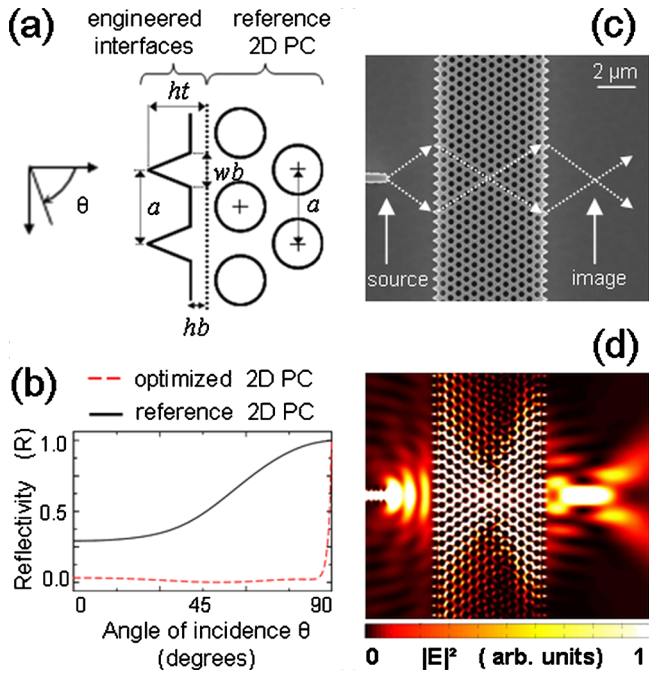 (a)
engineered interfaces
reference 2D PC
ht
wb
a
a
hb
θ
(b)
optimized 2D PC
reference 2D PC
Reflectivity (R)
1.0
0.5
0.0
0 45 90
Angle of incidence θ
(degrees)
(c)
2 μm
source
image
(d)
0 |E|² ( arb. units) 1